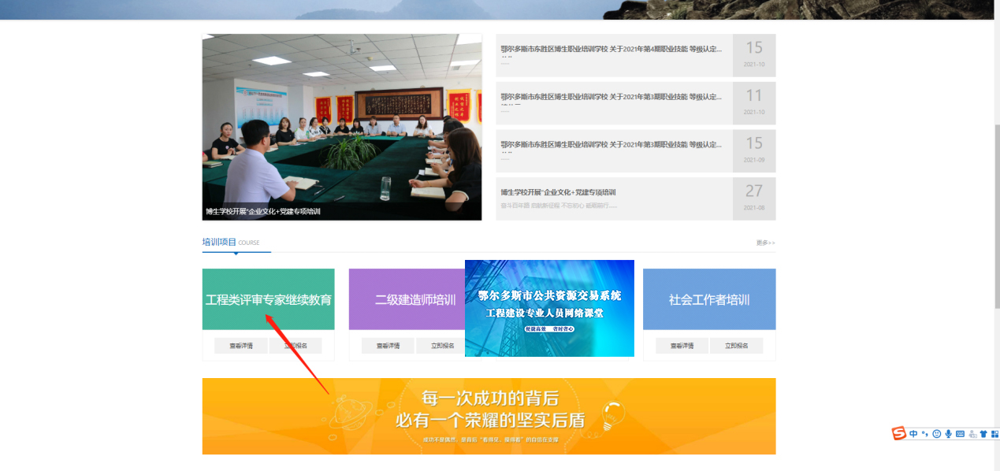 博生学校开展“企业文化+党建专项培训
鄂尔多斯市东胜区博生职业培训学校 关于2021年第4期职业技能 等级认定...
15
2021-10
鄂尔多斯市东胜区博生职业培训学校 关于2021年第3期职业技能 等级认定...
11
2021-10
鄂尔多斯市东胜区博生职业培训学校 关于2021年第3期职业技能 等级认定...
15
2021-09
博生学校开展“企业文化+党建专项培训
奋斗百年路 启航新征程 不忘初心 砥砺前行......
27
2021-08
培训项目 COURSE
更多>>
工程类评审专家继续教育
查看详情
立即报名
二级建造师培训
查看详情
立即报名
鄂尔多斯市公共资源交易系统
工程建设专业人员网络课堂
便捷高效 省时省心
社会工作者培训
查看详情
立即报名
每一次成功的背后
必有一个荣耀的坚实后盾
成功不是偶然，是背后“看得见、摸得着”的自信在支撑
中